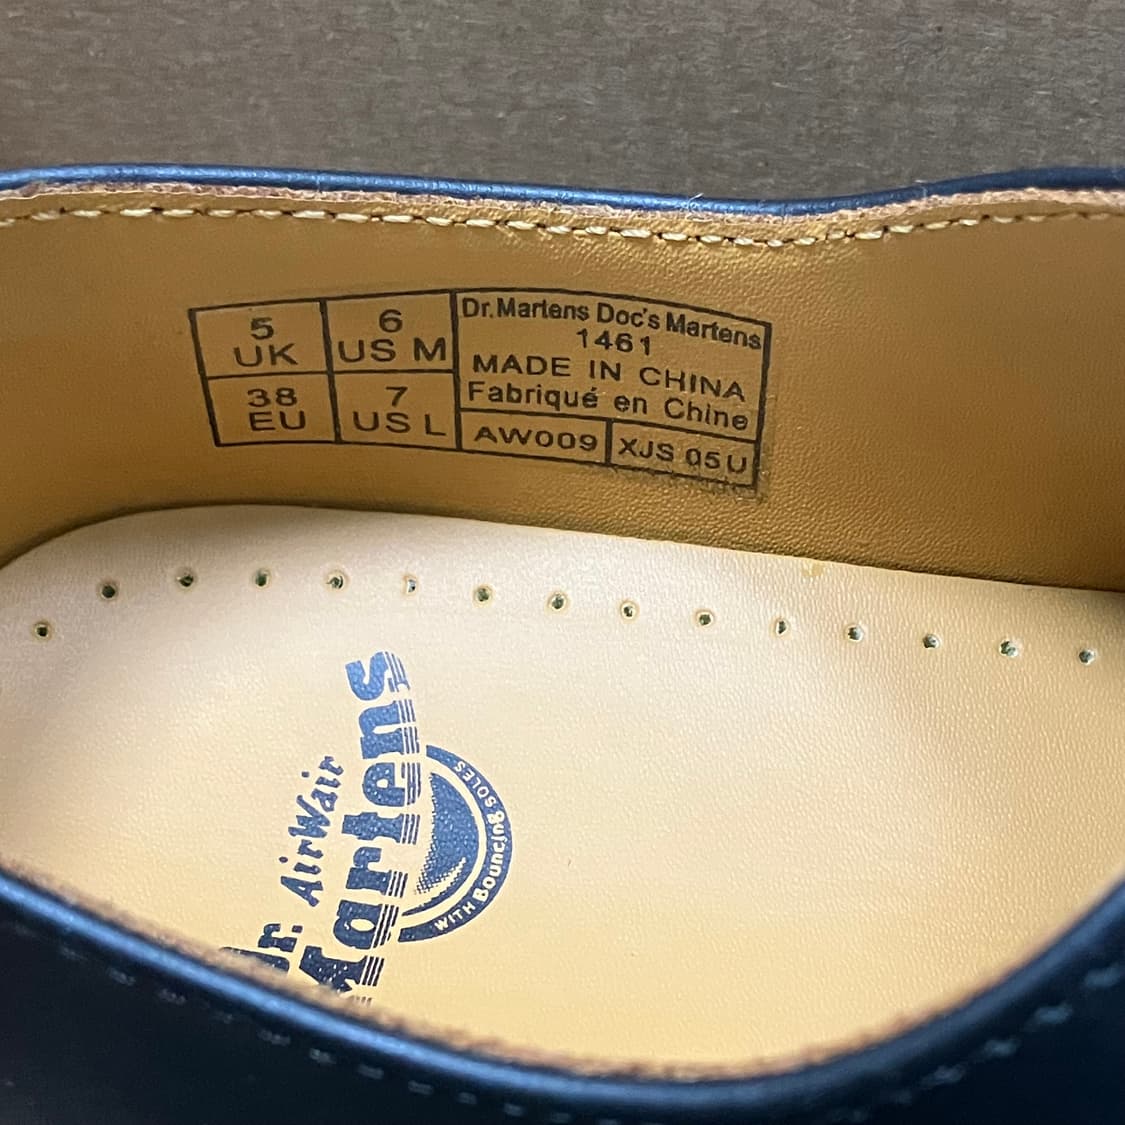 5
UK
6
US M
38
EU
7
US L
Dr.Martens Doc's Martens
1461
MADE IN CHINA
Fabriqué en Chine
AW009
XJS 05U
Dr. AirWair
Martens
WITH Bouncing SOLES